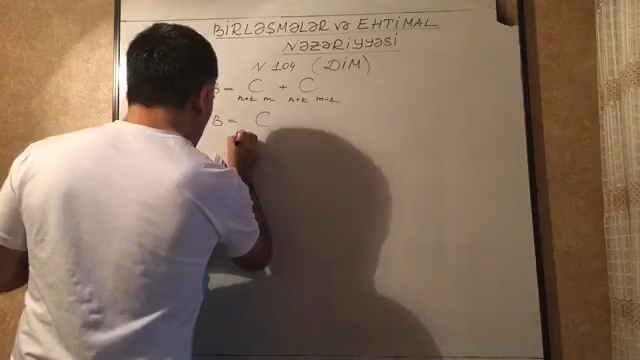 BİRLƏŞMƏLƏR VƏ EHTİMAL
NƏZƏRİYYƏSİ
N 104 (DİM)
B = C + C
n+k m n+k m-1
B = C